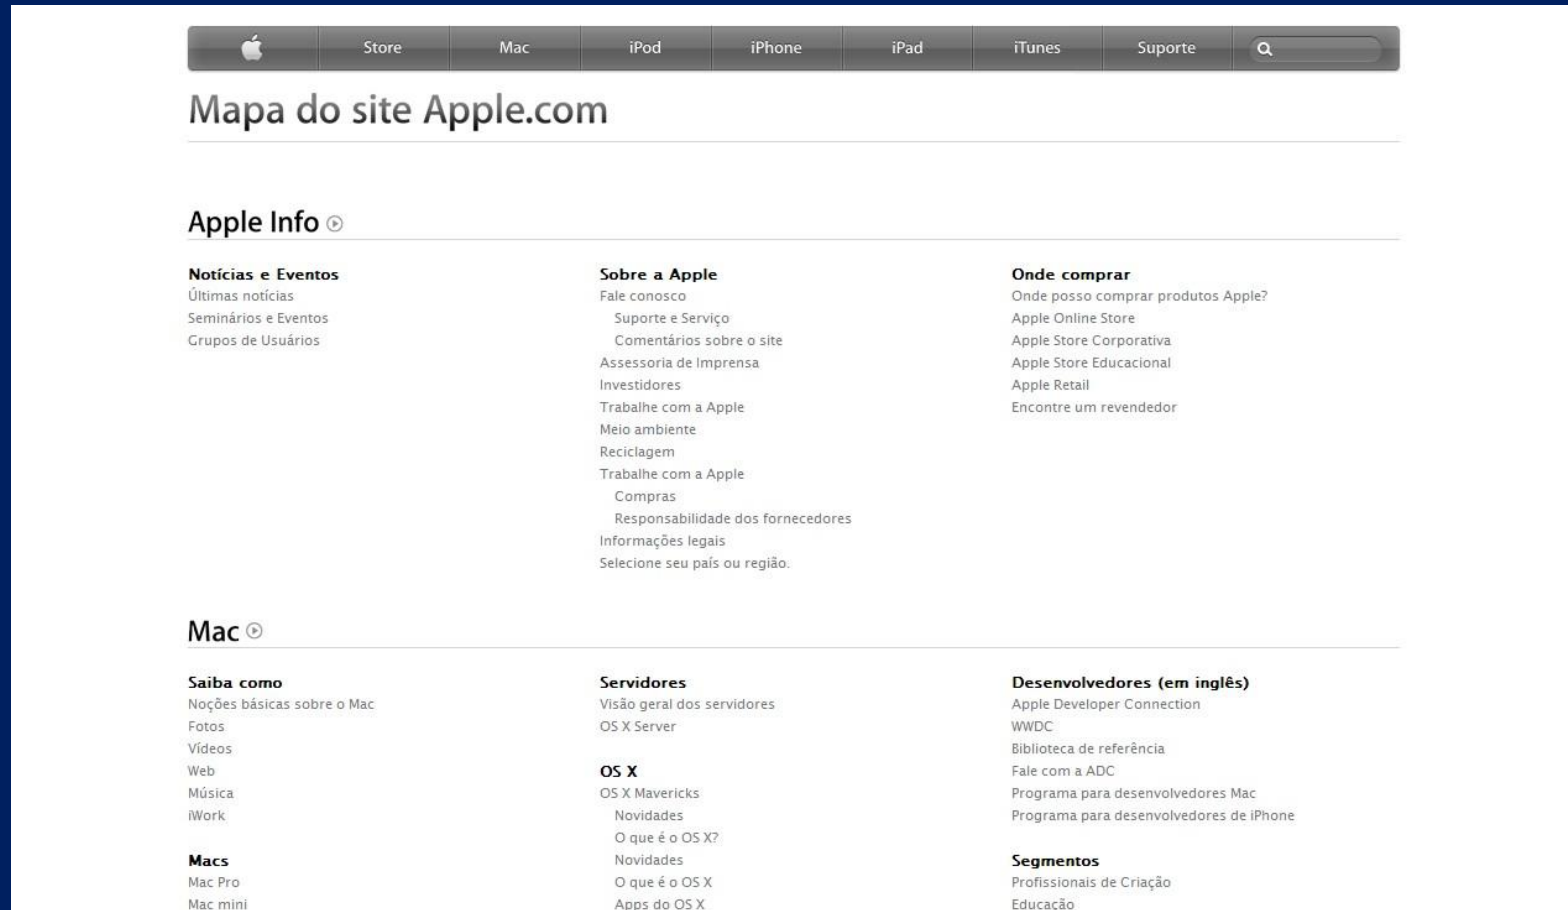 Store Mac iPod iPhone iPad iTunes Suporte
Mapa do site Apple.com
Apple Info
Notícias e Eventos
Últimas notícias
Seminários e Eventos
Grupos de Usuários
Sobre a Apple
Fale conosco
Suporte e Serviço
Comentários sobre o site
Assessoria de Imprensa
Investidores
Trabalhe com a Apple
Meio ambiente
Reciclagem
Trabalhe com a Apple
Compras
Responsabilidade dos fornecedores
Informações legais
Selecione seu país ou região.
Onde comprar
Onde posso comprar produtos Apple?
Apple Online Store
Apple Store Corporativa
Apple Store Educacional
Apple Retail
Encontre um revendedor
Mac
Saiba como
Noções básicas sobre o Mac
Fotos
Vídeos
Web
Música
iWork
Macs
Mac Pro
Mac mini
Servidores
Visão geral dos servidores
OS X Server
OS X
OS X Mavericks
Novidades
O que é o OS X?
Novidades
O que é o OS X
Apps do OS X
Desenvolvedores (em inglês)
Apple Developer Connection
WWDC
Biblioteca de referência
Fale com a ADC
Programa para desenvolvedores Mac
Programa para desenvolvedores de iPhone
Segmentos
Profissionais de Criação
Educação